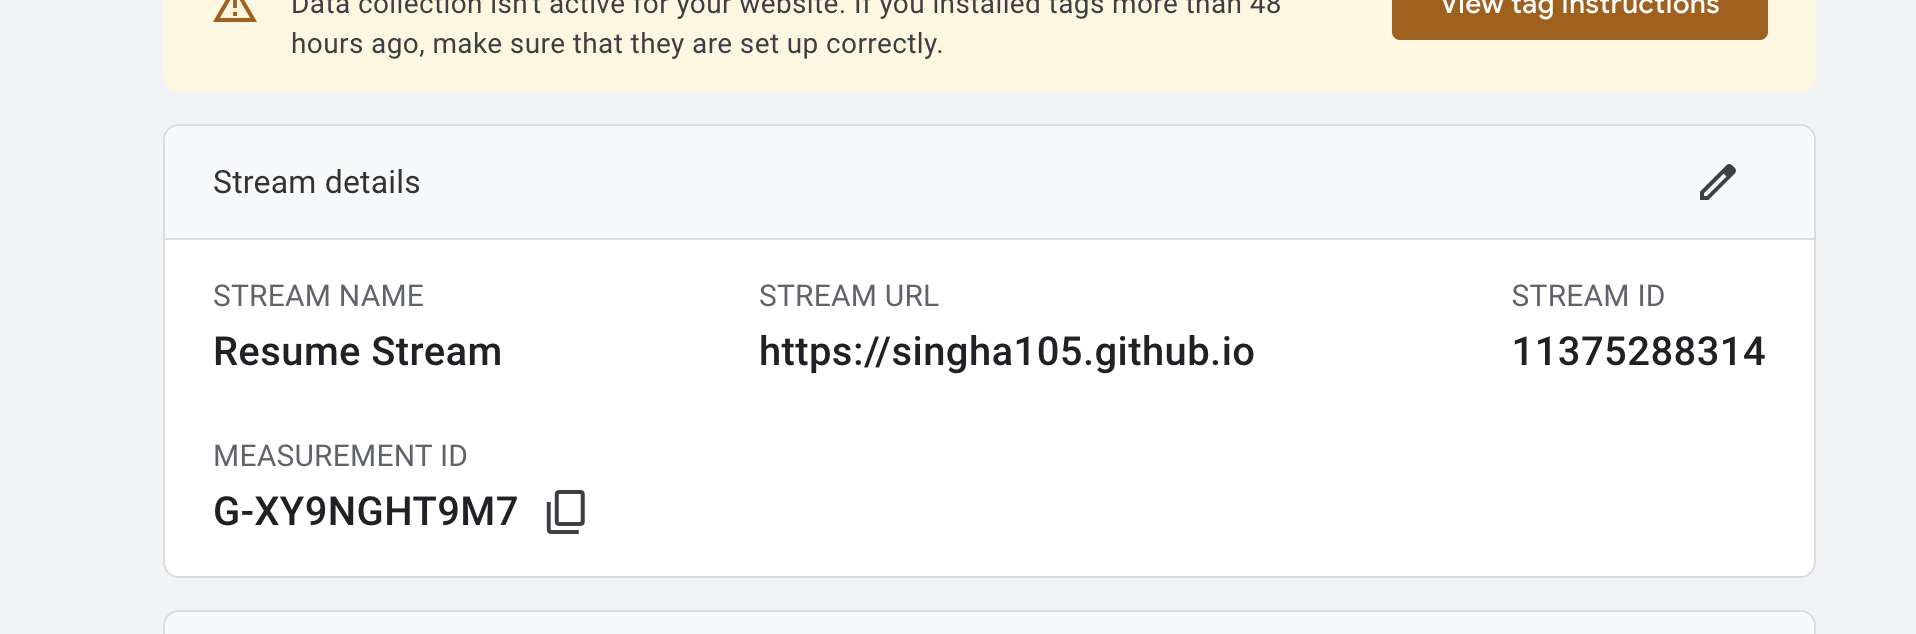 Data collection isn't active for your website. If you installed tags more than 48
hours ago, make sure that they are set up correctly.
View tag instructions
Stream details
STREAM NAME
Resume Stream
STREAM URL
https://singha105.github.io
STREAM ID
11375288314
MEASUREMENT ID
G-XY9NGHT9M7